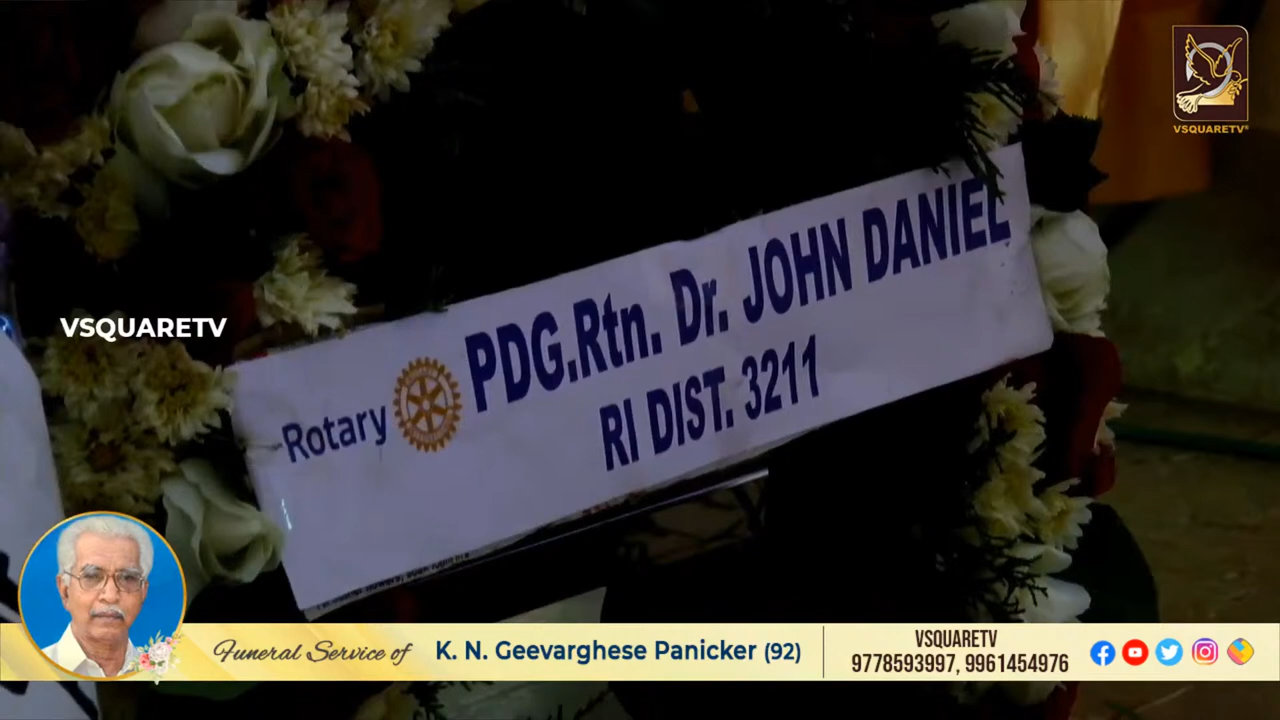 VSQUARETV®
PDG.Rtn. Dr. JOHN DANIEL
Rotary
RI DIST. 3211
VSQUARETV
Funeral Service of K. N. Geevarghese Panicker (92)
VSQUARETV
9778593997, 9961454976